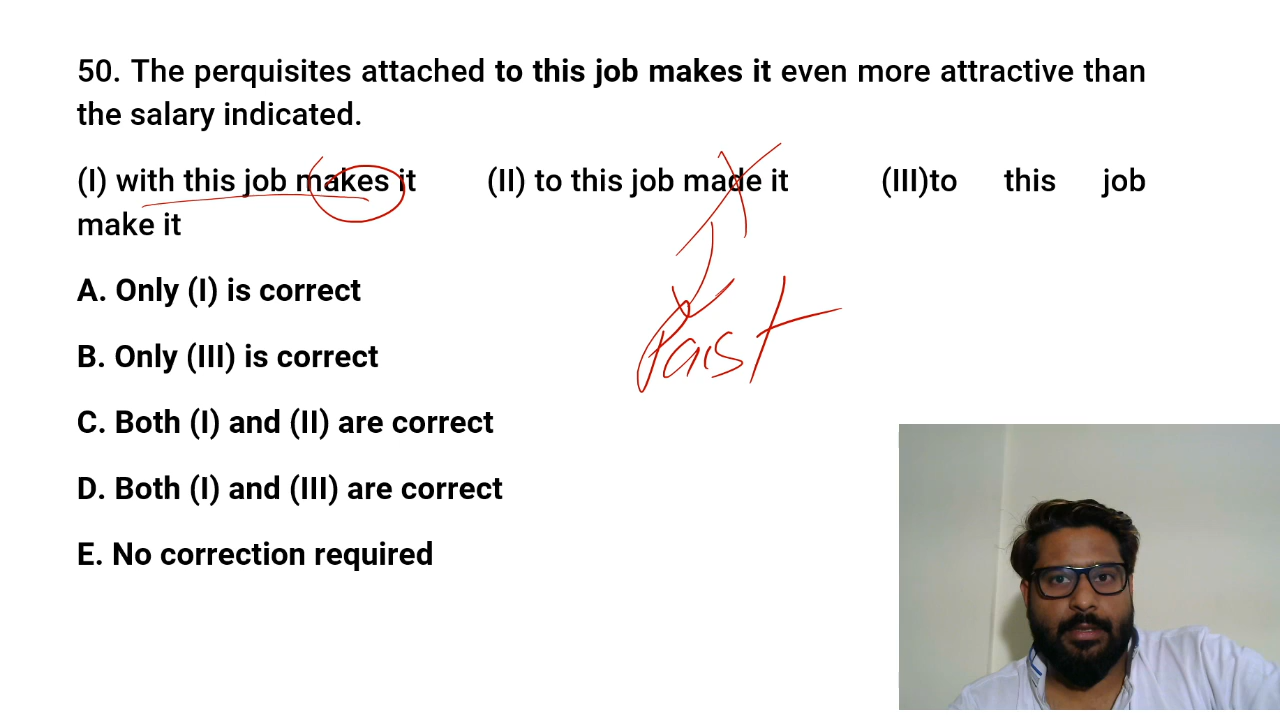 50. The perquisites attached to this job makes it even more attractive than
the salary indicated.
(I) with this job makes it (II) to this job made it (III)to this job
make it
Past
A. Only (I) is correct
B. Only (III) is correct
C. Both (I) and (II) are correct
D. Both (I) and (III) are correct
E. No correction required